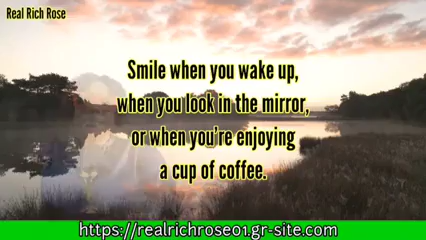 Real Rich Rose
Smile when you wake up,
when you look in the mirror,
or when you're enjoying
a cup of coffee.
https://realrichrose01.gr-site.com